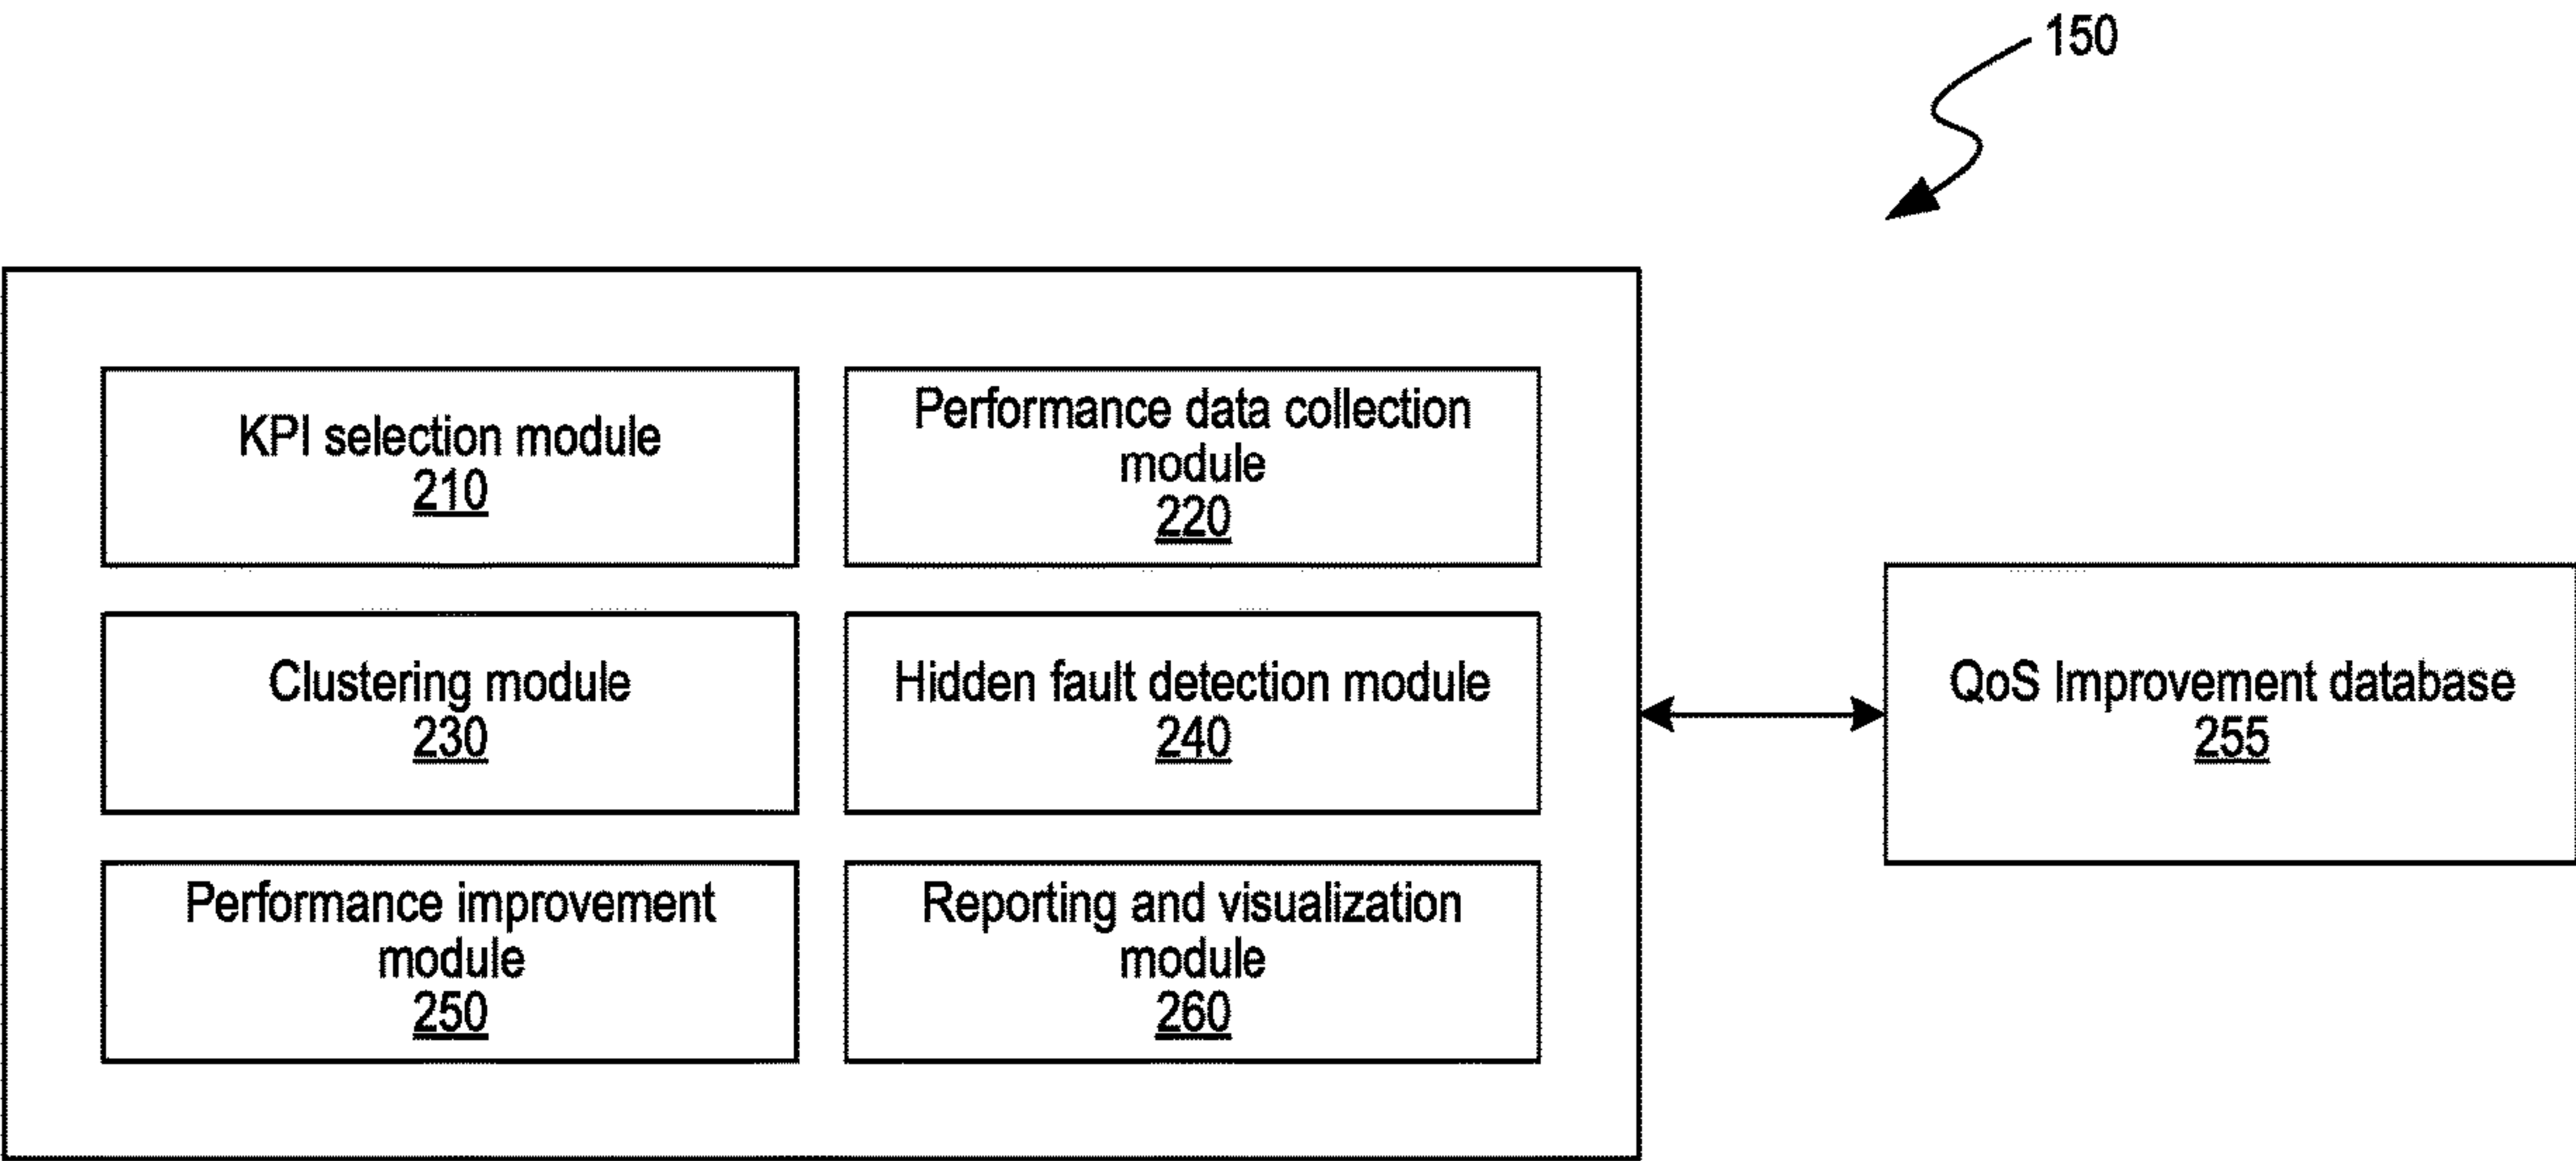 150
KPI selection module
210
Performance data collection
module
220
Clustering module
230
Hidden fault detection module
240
QoS Improvement database
255
Performance improvement
module
250
Reporting and visualization
module
260